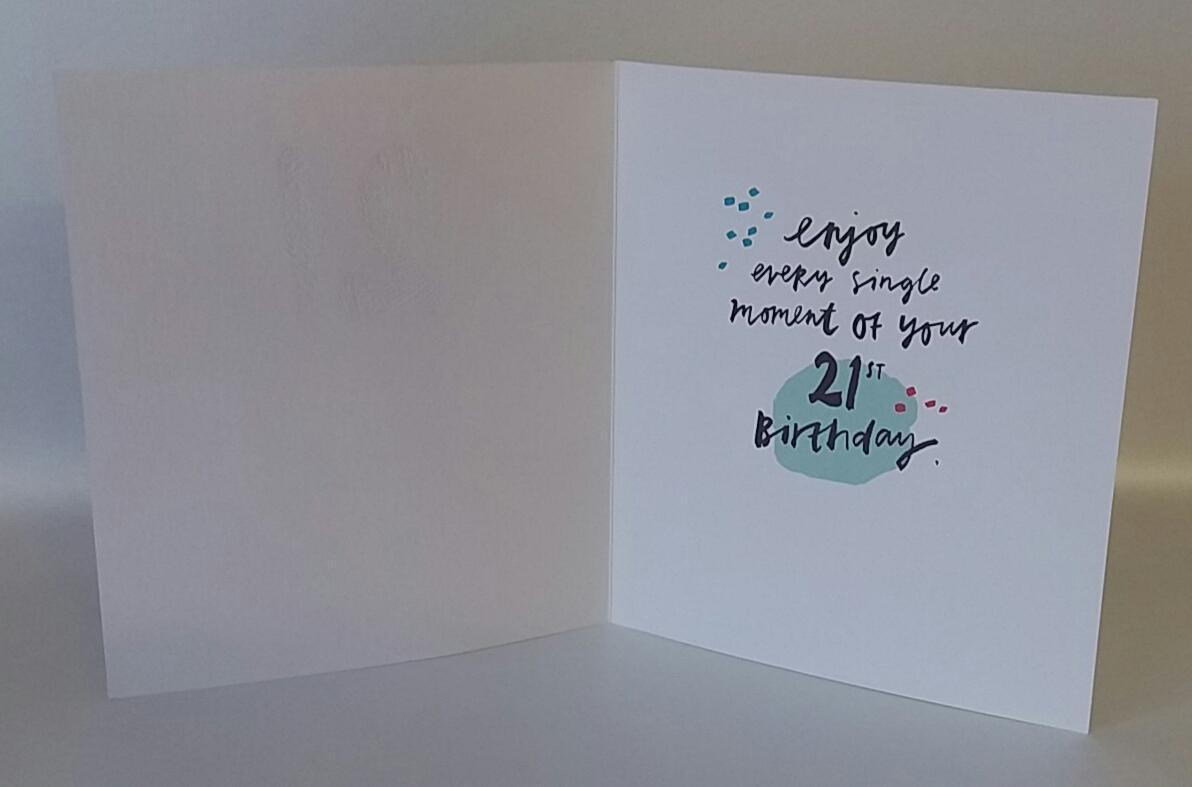 enjoy
every single
moment of your
21ST
Birthday.